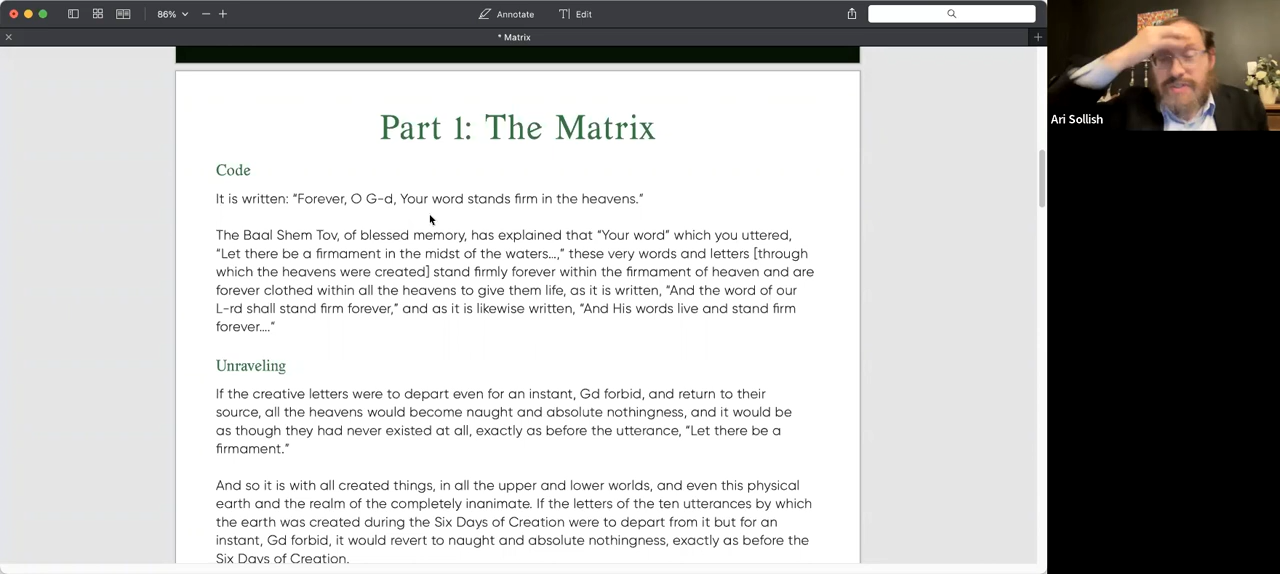 86%
Annotate
Edit
* Matrix
Part 1: The Matrix
Code
It is written: “Forever, O G-d, Your word stands firm in the heavens.”
The Baal Shem Tov, of blessed memory, has explained that “Your word” which you uttered,
“Let there be a firmament in the midst of the waters...,” these very words and letters [through
which the heavens were created] stand firmly forever within the firmament of heaven and are
forever clothed within all the heavens to give them life, as it is written, “And the word of our
L-rd shall stand firm forever,” and as it is likewise written, “And His words live and stand firm
forever....”
Unraveling
If the creative letters were to depart even for an instant, Gd forbid, and return to their
source, all the heavens would become naught and absolute nothingness, and it would be
as though they had never existed at all, exactly as before the utterance, “Let there be a
firmament.”
And so it is with all created things, in all the upper and lower worlds, and even this physical
earth and the realm of the completely inanimate. If the letters of the ten utterances by which
the earth was created during the Six Days of Creation were to depart from it but for an
instant, Gd forbid, it would revert to naught and absolute nothingness, exactly as before the
Six Days of Creation.
Ari Sollish